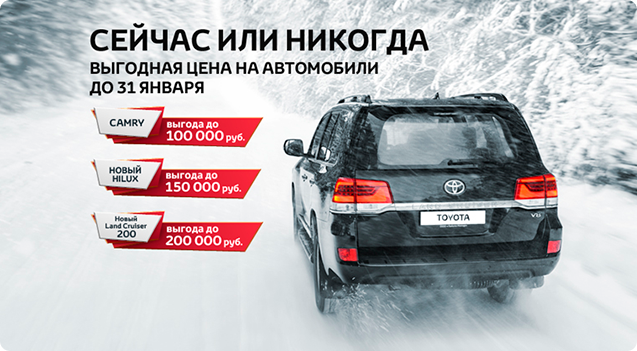 СЕЙЧАС ИЛИ НИКОГДА
ВЫГОДНАЯ ЦЕНА НА АВТОМОБИЛИ
ДО 31 ЯНВАРЯ
CAMRY
выгода до
100 000 руб.
НОВЫЙ
HILUX
выгода до
150 000 руб.
Новый
Land Cruiser
200
выгода до
200 000 руб.
TOYOTA
V8